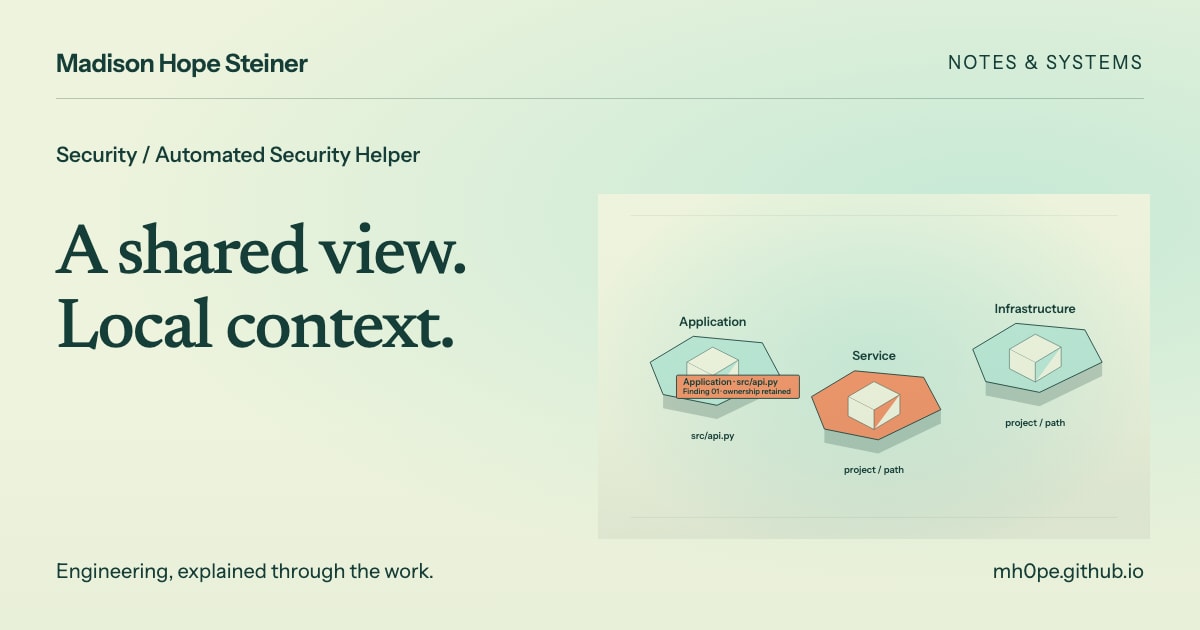 Madison Hope Steiner
NOTES & SYSTEMS
Security / Automated Security Helper
A shared view.
Local context.
Application
Application · src/api.py
Finding 01 · ownership retained
src/api.py
Service
project / path
Infrastructure
project / path
Engineering, explained through the work.
mh0pe.github.io